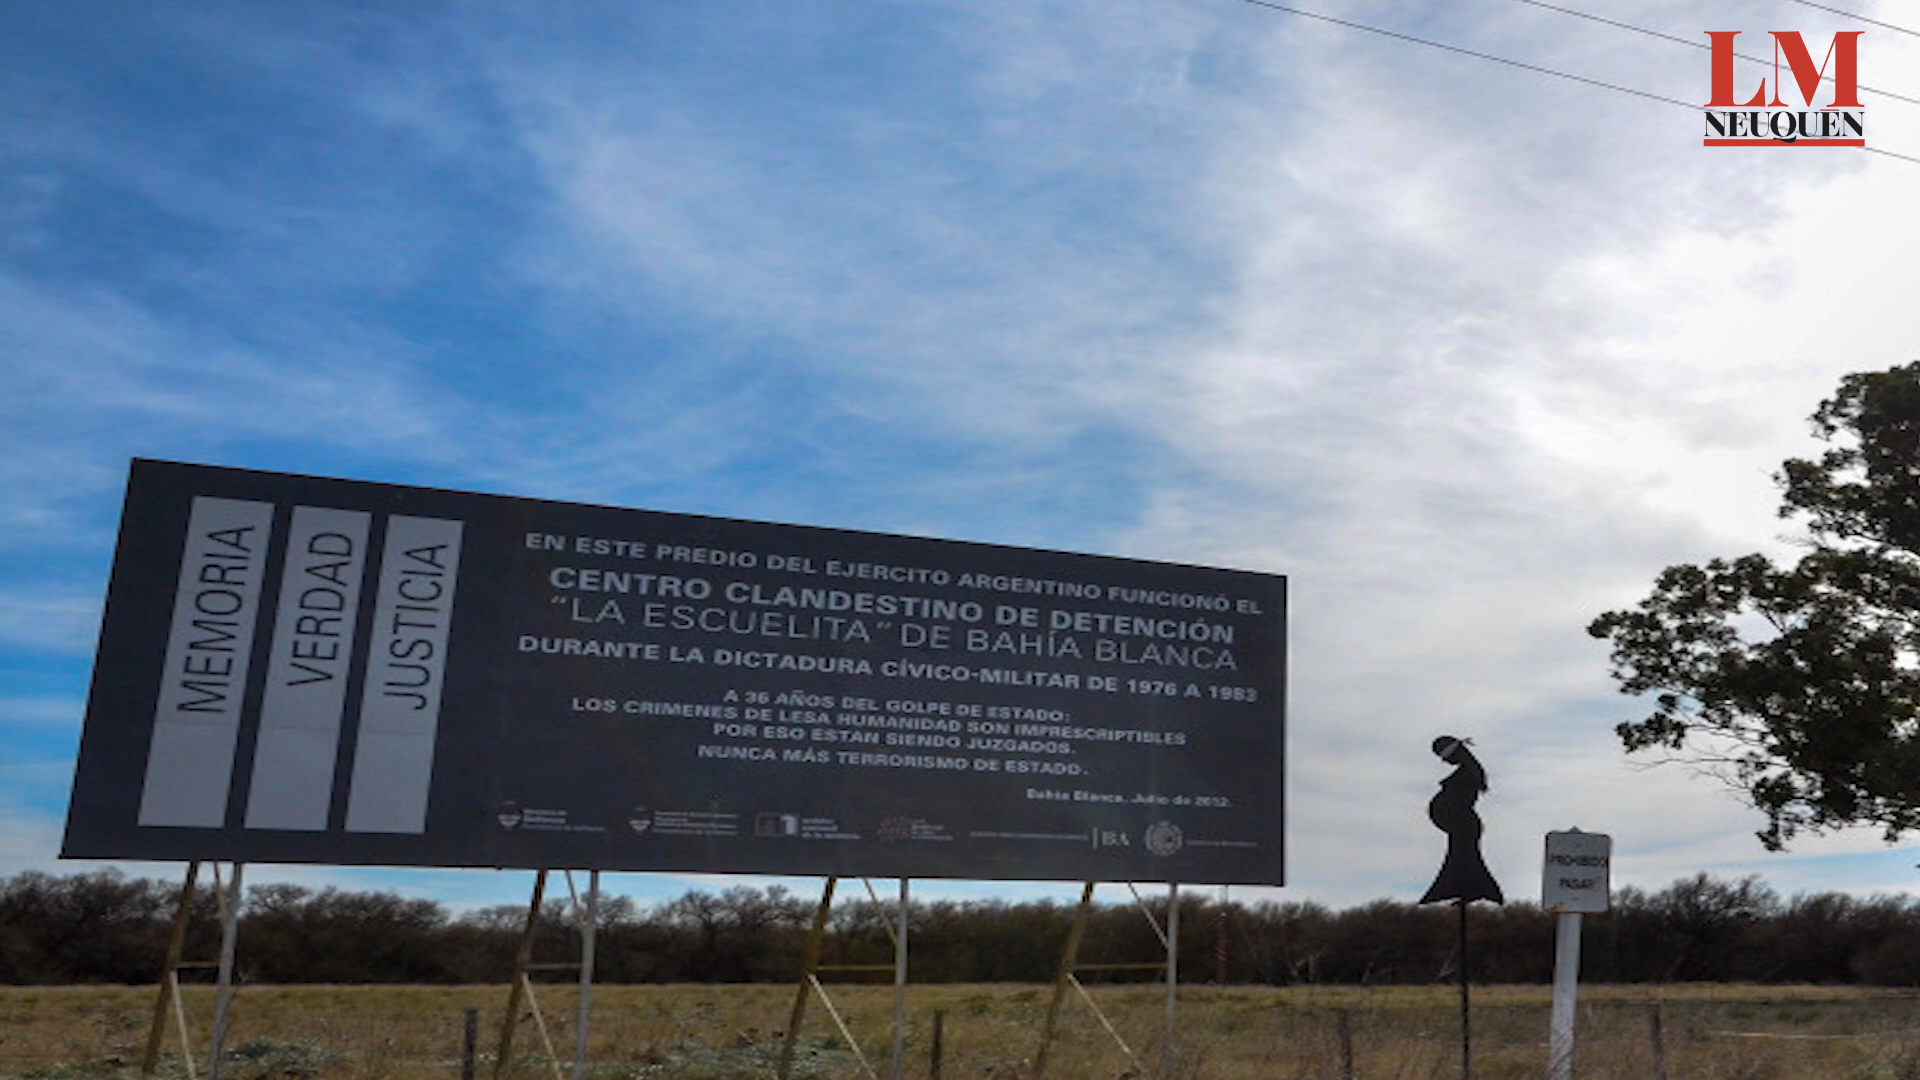 LM
NEUQUÉN
MEMORIA
VERDAD
JUSTICIA
EN ESTE PREDIO DEL EJERCITO ARGENTINO FUNCIONÓ EL
CENTRO CLANDESTINO DE DETENCIÓN
"LA ESCUELITA" DE BAHÍA BLANCA
DURANTE LA DICTADURA CÍVICO-MILITAR DE 1976 A 1983
A 36 AÑOS DEL GOLPE DE ESTADO:
LOS CRIMENES DE LESA HUMANIDAD SON IMPRESCRIPTIBLES
POR ESO ESTAN SIENDO JUZGADOS.
NUNCA MÁS TERRORISMO DE ESTADO.
Bahía Blanca, Julio de 2012.
BA
PROHIBIDO
PASAR